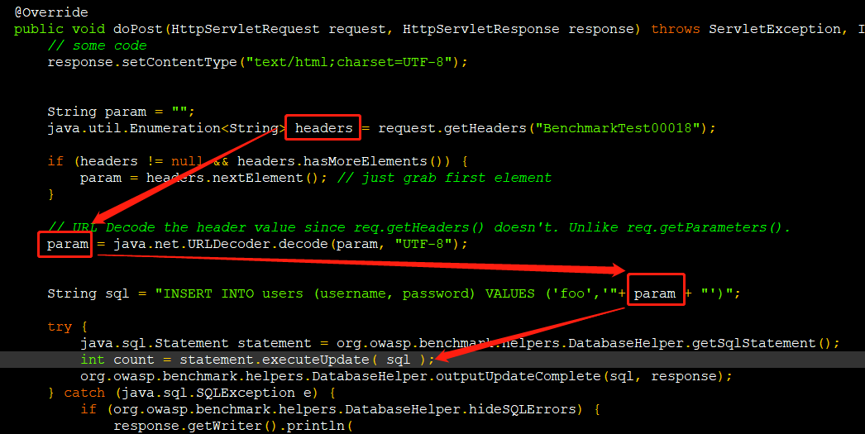 @Override
public void doPost(HttpServletRequest request, HttpServletResponse response) throws ServletException, I
// some code
response.setContentType("text/html;charset=UTF-8");
String param = "";
java.util.Enumeration<String> headers = request.getHeaders("BenchmarkTest00018");
if (headers != null && headers.hasMoreElements()) {
param = headers.nextElement(); // just grab first element
}
// URL Decode the header value since req.getHeaders() doesn't. Unlike req.getParameters().
param = java.net.URLDecoder.decode(param, "UTF-8");
String sql = "INSERT INTO users (username, password) VALUES ('foo','"+ param + "')";
try {
java.sql.Statement statement = org.owasp.benchmark.helpers.DatabaseHelper.getSqlStatement();
int count = statement.executeUpdate( sql );
org.owasp.benchmark.helpers.DatabaseHelper.outputUpdateComplete(sql, response);
} catch (java.sql.SQLException e) {
if (org.owasp.benchmark.helpers.DatabaseHelper.hideSQLErrors) {
response.getWriter().println(